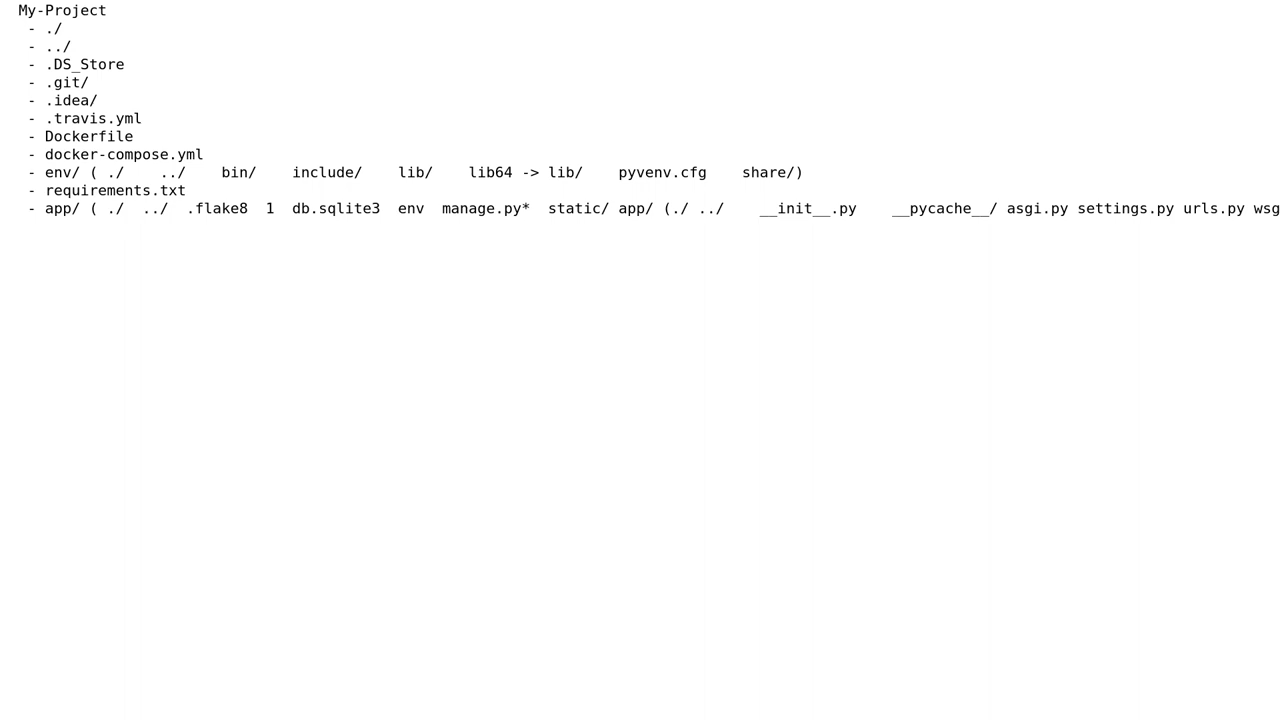 My-Project
- ./
- ../
- .DS_Store
- .git/
- .idea/
- .travis.yml
- Dockerfile
- docker-compose.yml
- env/ ( ./    ../    bin/    include/    lib/    lib64 -> lib/    pyvenv.cfg    share/)
- requirements.txt
- app/ ( ./  ../  .flake8  1  db.sqlite3  env  manage.py*  static/ app/ (./ ../    __init__.py    __pycache__/ asgi.py settings.py urls.py wsg